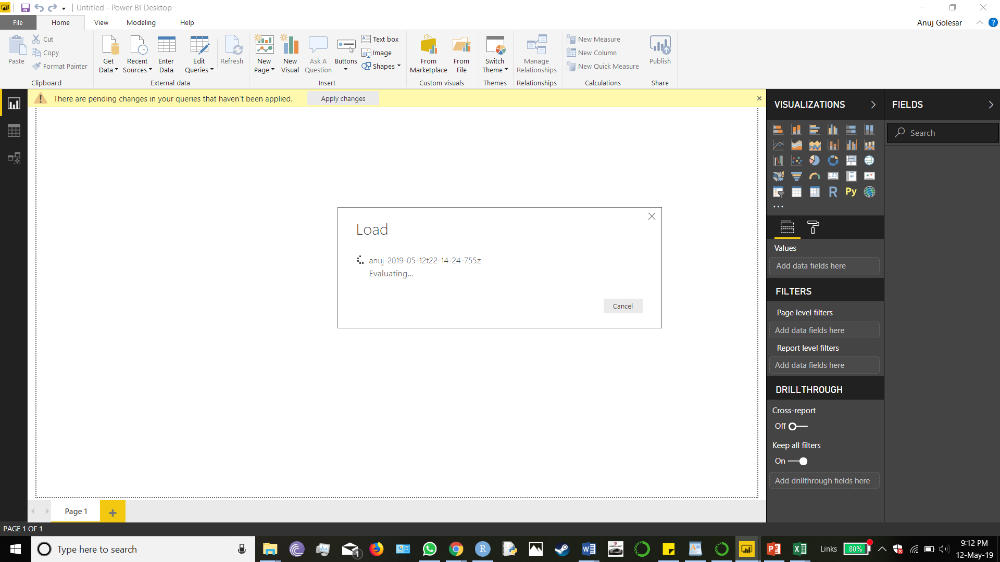 Untitled - Power BI Desktop
File Home View Modeling Help Anuj Golesar ?
Paste
Cut
Copy
Format Painter
Clipboard
Get Data
Recent Sources
Enter Data
Edit Queries
Refresh
External data
New Page
New Visual
Ask A Question
Buttons
Text box
Image
Shapes
Insert
From Marketplace
From File
Custom visuals
Switch Theme
Themes
Manage Relationships
Relationships
New Measure
New Column
New Quick Measure
Calculations
Publish
Share
There are pending changes in your queries that haven't been applied. Apply changes
Load
anuj-2019-05-12t22-14-24-755z
Evaluating...
Cancel
VISUALIZATIONS
123
R Py
Values
Add data fields here
FILTERS
Page level filters
Add data fields here
Report level filters
Add data fields here
DRILLTHROUGH
Cross-report
Off
Keep all filters
On
Add drillthrough fields here
FIELDS
Search
Page 1
PAGE 1 OF 1
Type here to search
1
R
Links
80%
9:12 PM
12-May-19